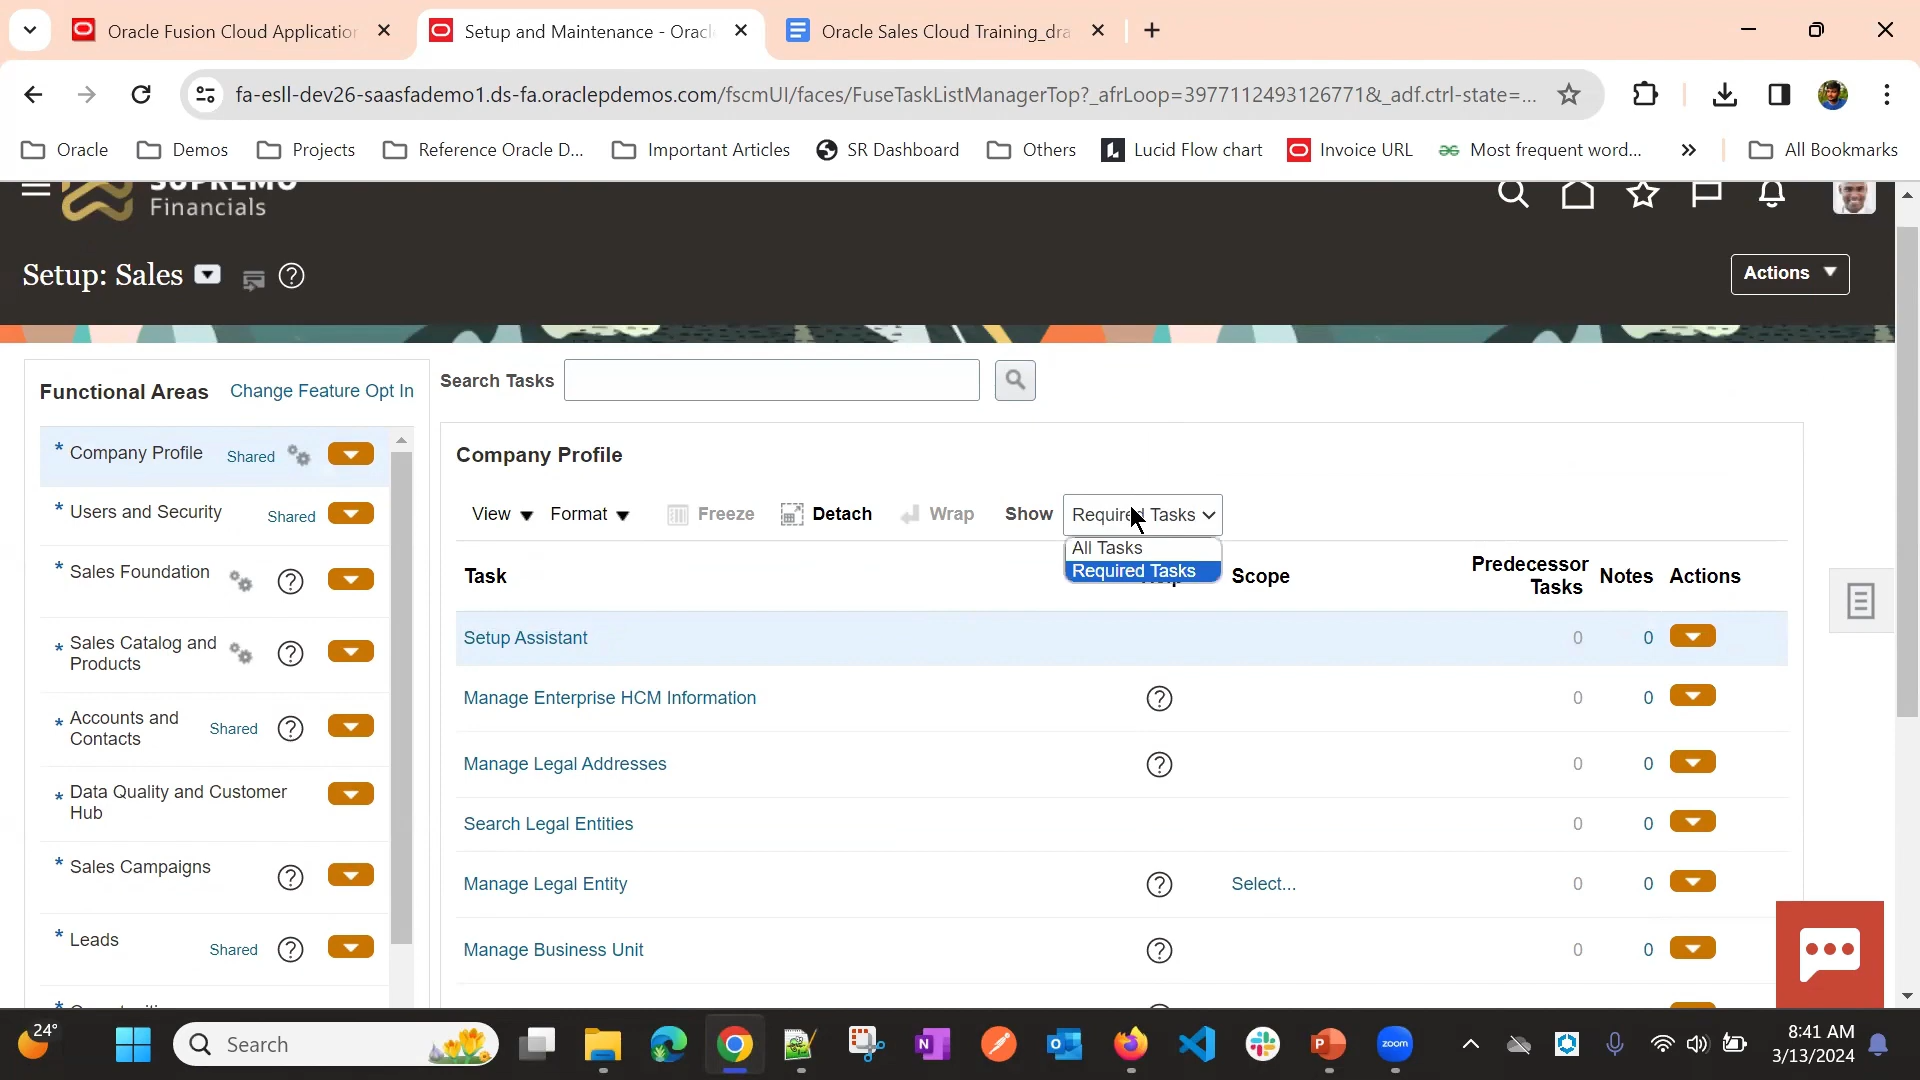 Oracle Fusion Cloud Application
Setup and Maintenance - Oracl
Oracle Sales Cloud Training_dra
fa-esll-dev26-saasfademo1.ds-fa.oraclepdemos.com/fscmUI/faces/FuseTaskListManagerTop?_afrLoop=3977112493126771&_adf.ctrl-state=...
Oracle
Demos
Projects
Reference Oracle D...
Important Articles
SR Dashboard
Others
Lucid Flow chart
Invoice URL
Most frequent word...
All Bookmarks
SUPREMO
Financials
Setup: Sales
Actions
Functional Areas
Change Feature Opt In
Search Tasks
* Company Profile Shared
* Users and Security Shared
* Sales Foundation
* Sales Catalog and
Products
* Accounts and
Contacts
Shared
* Data Quality and Customer
Hub
* Sales Campaigns
* Leads Shared
Company Profile
View Format Freeze Detach Wrap Show Required Tasks
All Tasks
Required Tasks
Task Scope Predecessor
Tasks
Notes Actions
Setup Assistant 0 0
Manage Enterprise HCM Information 0 0
Manage Legal Addresses 0 0
Search Legal Entities 0 0
Manage Legal Entity Select... 0 0
Manage Business Unit 0 0
24°
Search
zoom
8:41 AM
3/13/2024